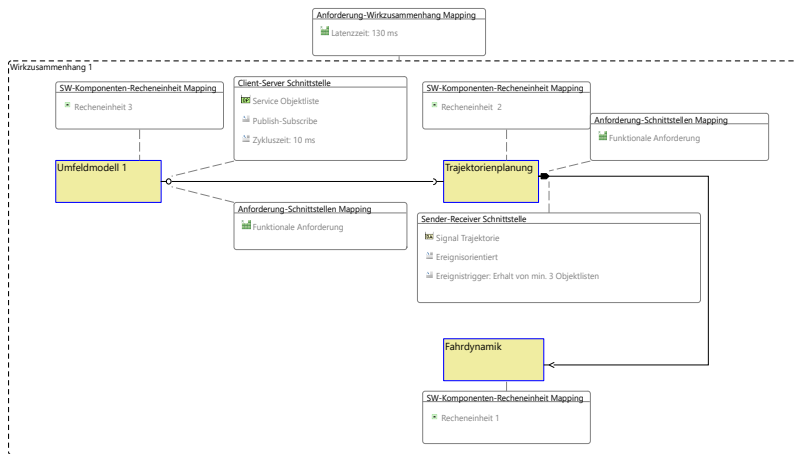 Anforderung-Wirkzusammenhang Mapping
Latenzzeit: 130 ms
Wirkzusammenhang 1
SW-Komponenten-Recheneinheit Mapping
Recheneinheit 3
Client-Server Schnittstelle
Service Objektliste
Publish-Subscribe
Zykluszeit: 10 ms
SW-Komponenten-Recheneinheit Mapping
Recheneinheit 2
Anforderung-Schnittstellen Mapping
Funktionale Anforderung
Umfeldmodell 1
Trajektorienplanung
Anforderung-Schnittstellen Mapping
Funktionale Anforderung
Sender-Receiver Schnittstelle
Signal Trajektorie
Ereignisorientiert
Ereignistrigger: Erhalt von min. 3 Objektlisten
Fahrdynamik
SW-Komponenten-Recheneinheit Mapping
Recheneinheit 1